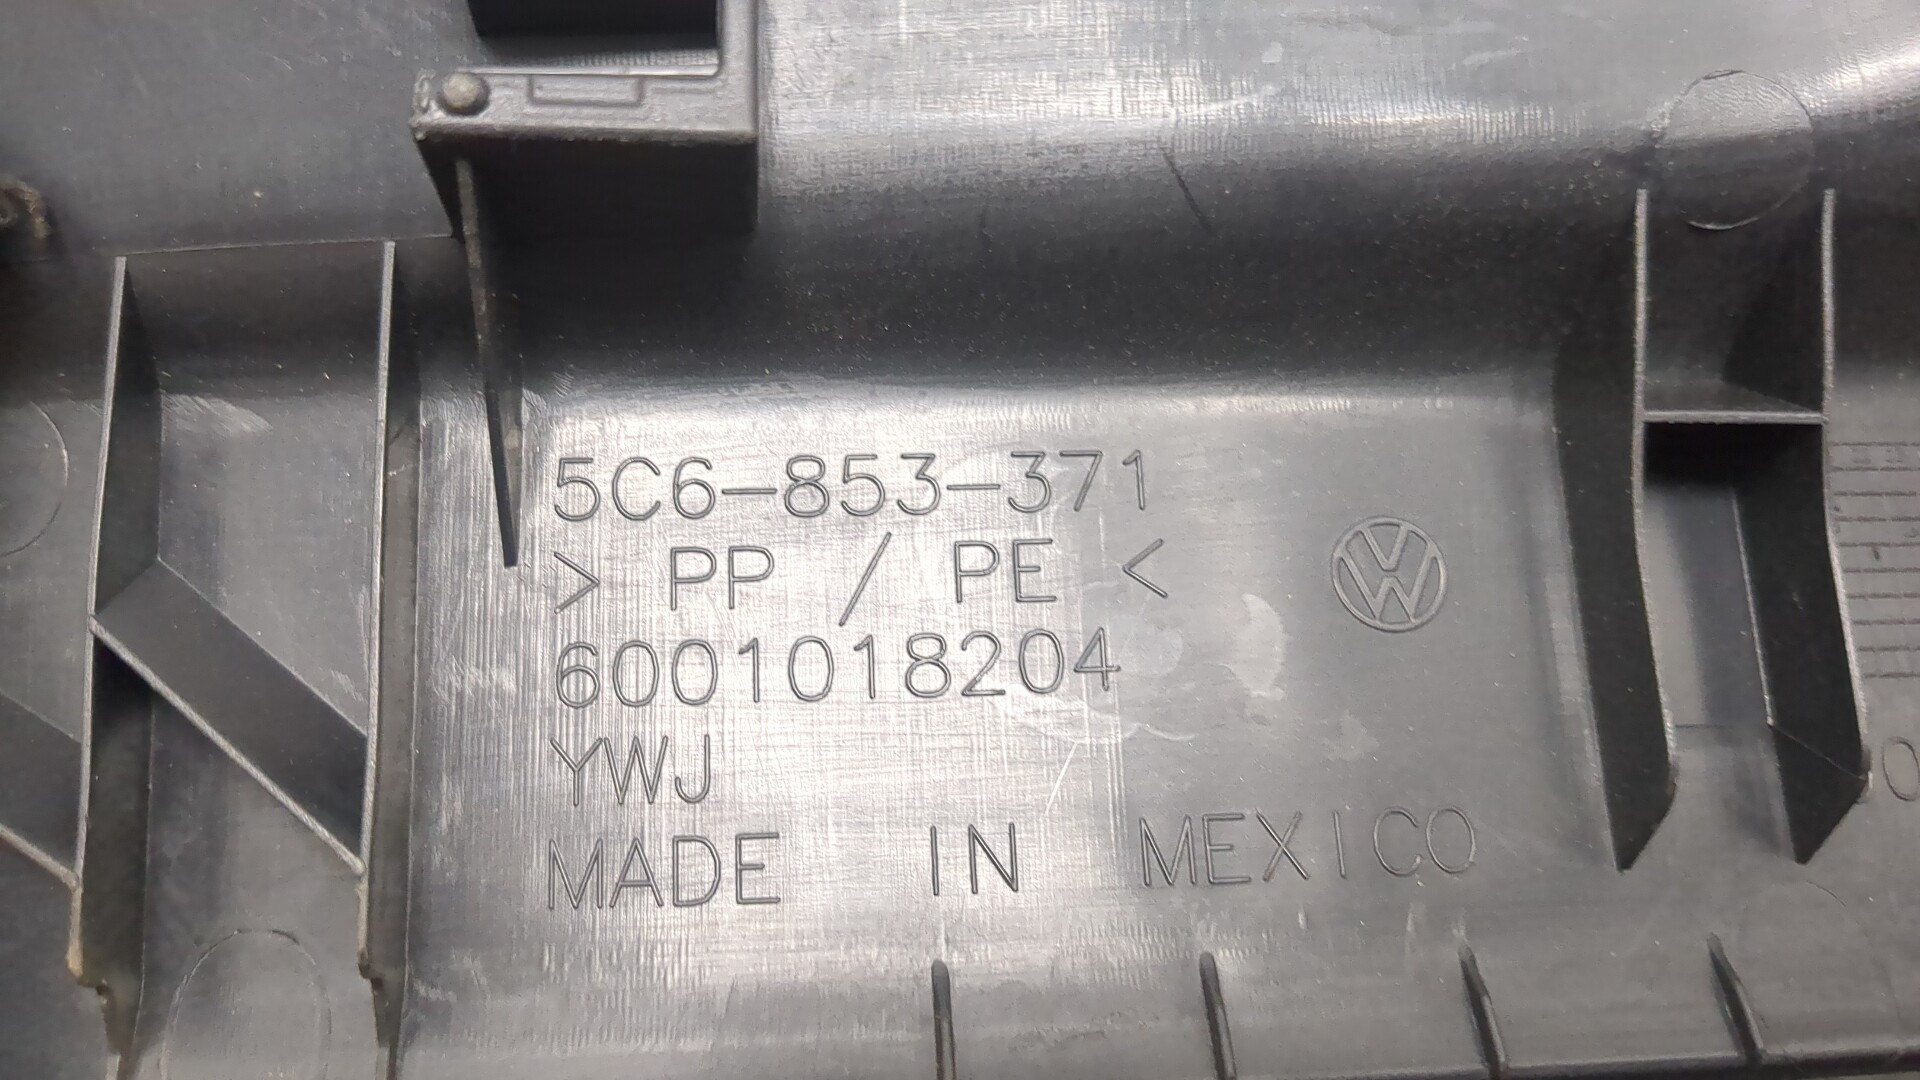 5C6-853-371
> PP / PE <
6001018204
YWJ
MADE IN MEXICO